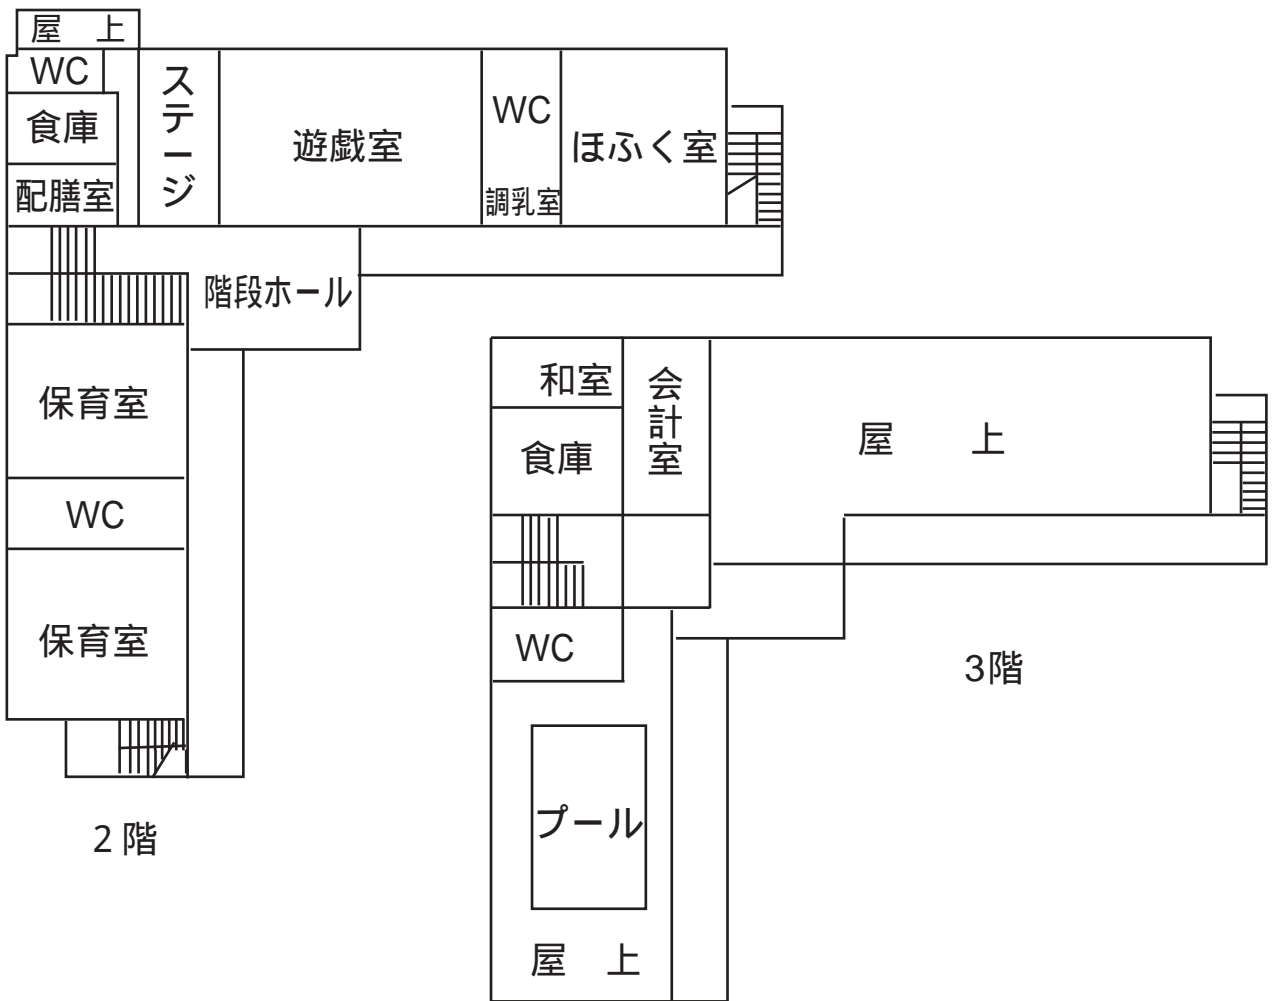 屋　上
WC
食庫
配膳室
ステージ
遊戯室
WC
調乳室
ほふく室
階段ホール
保育室
WC
保育室
2 階
和室
食庫
会計室
屋　上
WC
プール
屋　上
3階